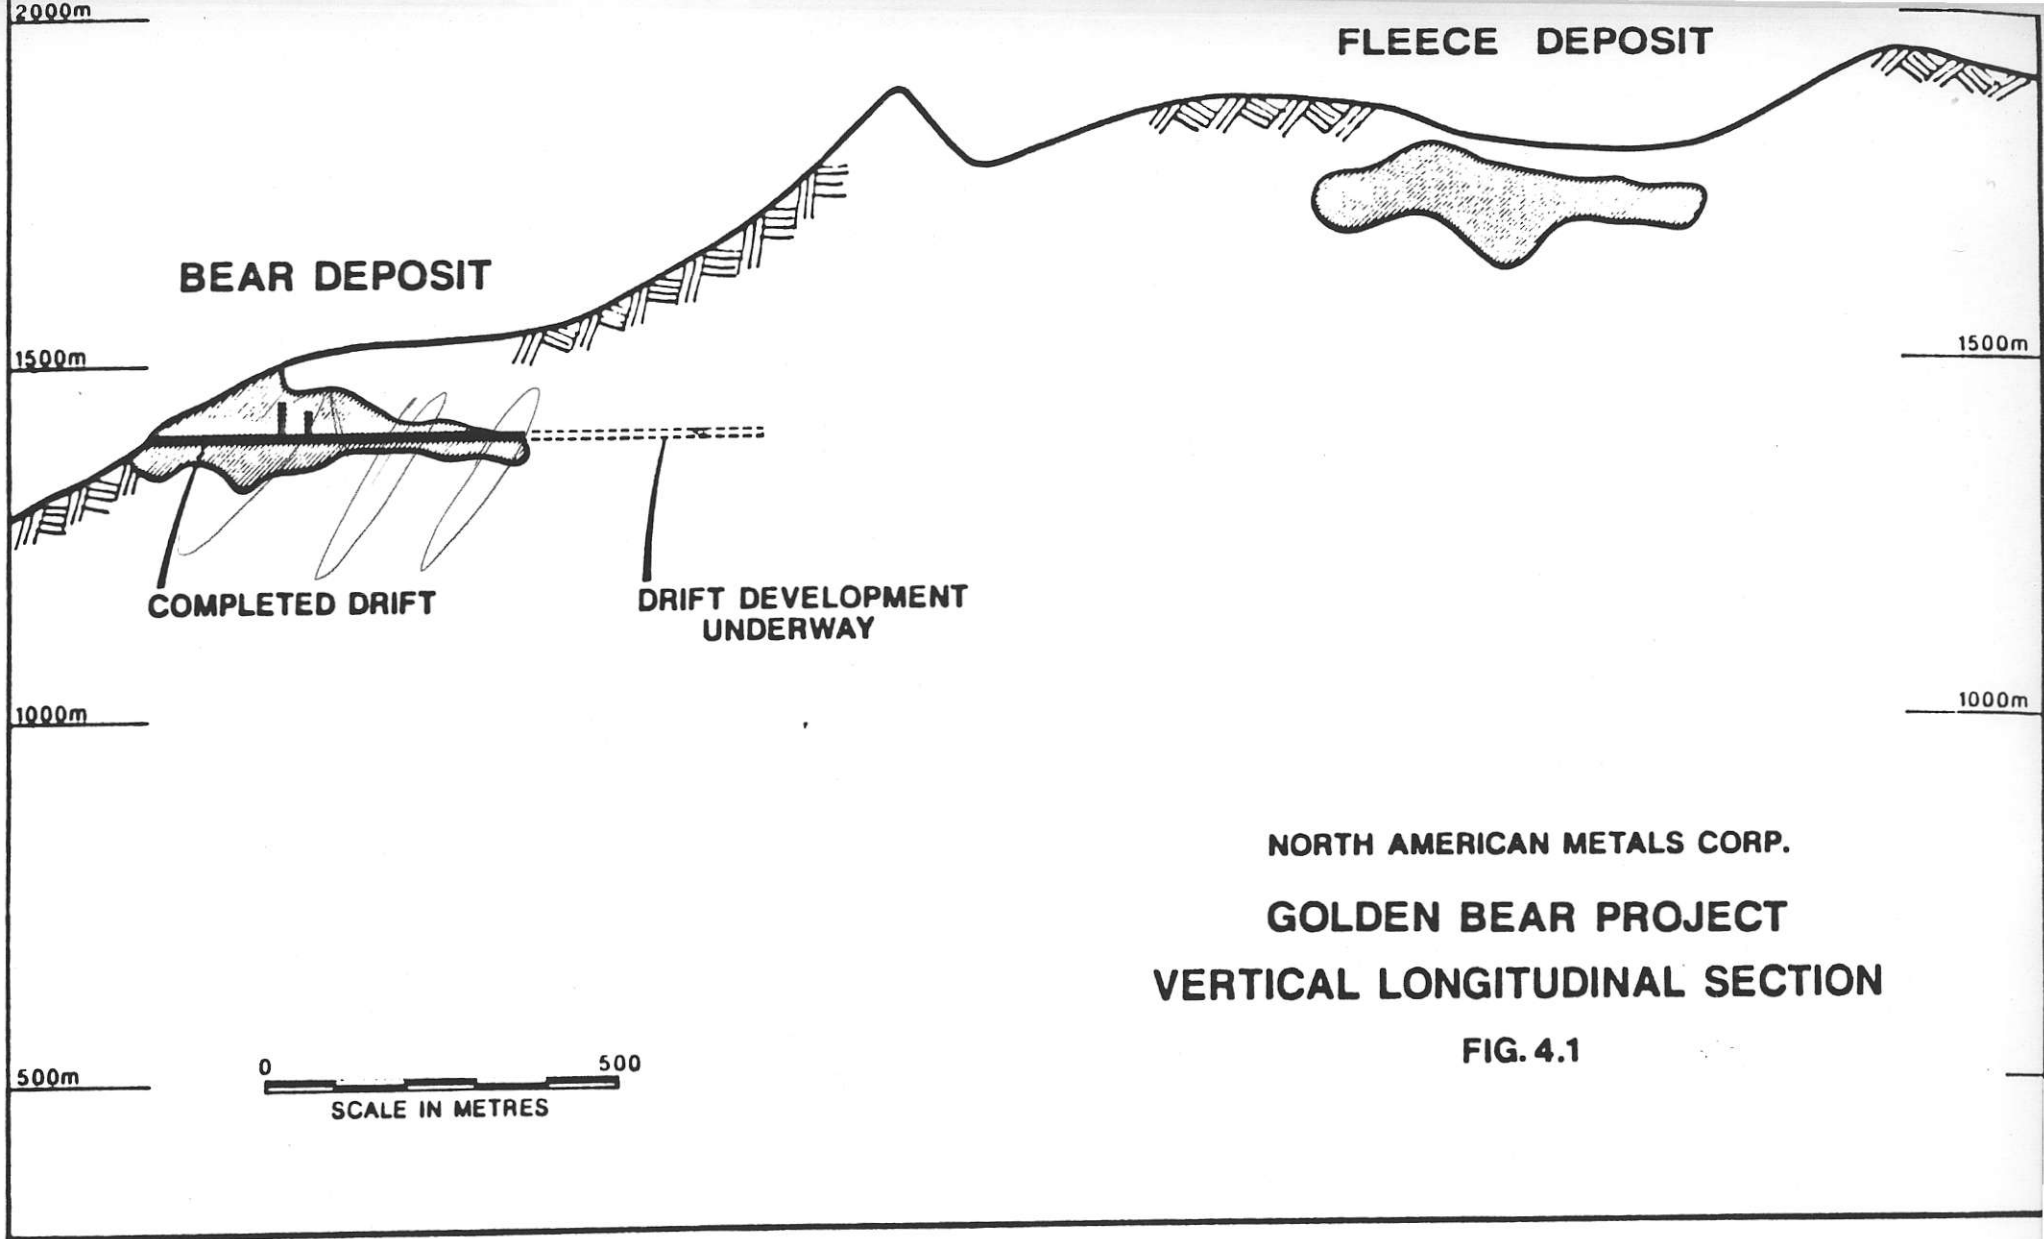 2000m
FLEECE DEPOSIT
BEAR DEPOSIT
1500m
1500m
COMPLETED DRIFT
DRIFT DEVELOPMENT
UNDERWAY
1000m
1000m
NORTH AMERICAN METALS CORP.
GOLDEN BEAR PROJECT
VERTICAL LONGITUDINAL SECTION
FIG. 4.1
500m
0 500
SCALE IN METRES